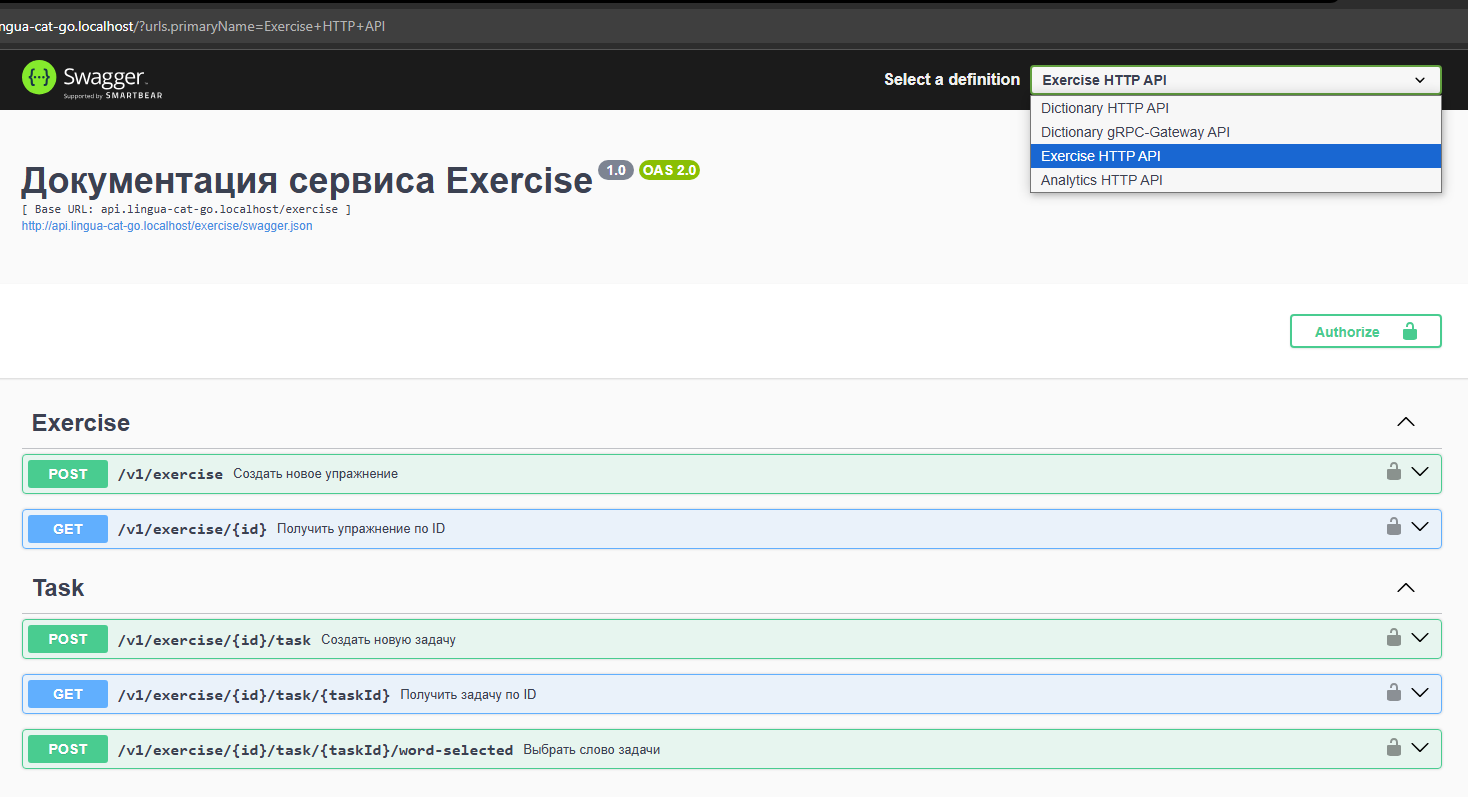 ngua-cat-go.localhost/?urls.primaryName=Exercise+HTTP+API
Swagger.
Supported by SMARTBEAR
Select a definition
Exercise HTTP API
Dictionary HTTP API
Dictionary gRPC-Gateway API
Exercise HTTP API
Analytics HTTP API
Документация сервиса Exercise 1.0 OAS 2.0
[ Base URL: api.lingua-cat-go.localhost/exercise ]
http://api.lingua-cat-go.localhost/exercise/swagger.json
Authorize
Exercise
POST /v1/exercise Создать новое упражнение
GET /v1/exercise/{id} Получить упражнение по ID
Task
POST /v1/exercise/{id}/task Создать новую задачу
GET /v1/exercise/{id}/task/{taskId} Получить задачу по ID
POST /v1/exercise/{id}/task/{taskId}/word-selected Выбрать слово задачи